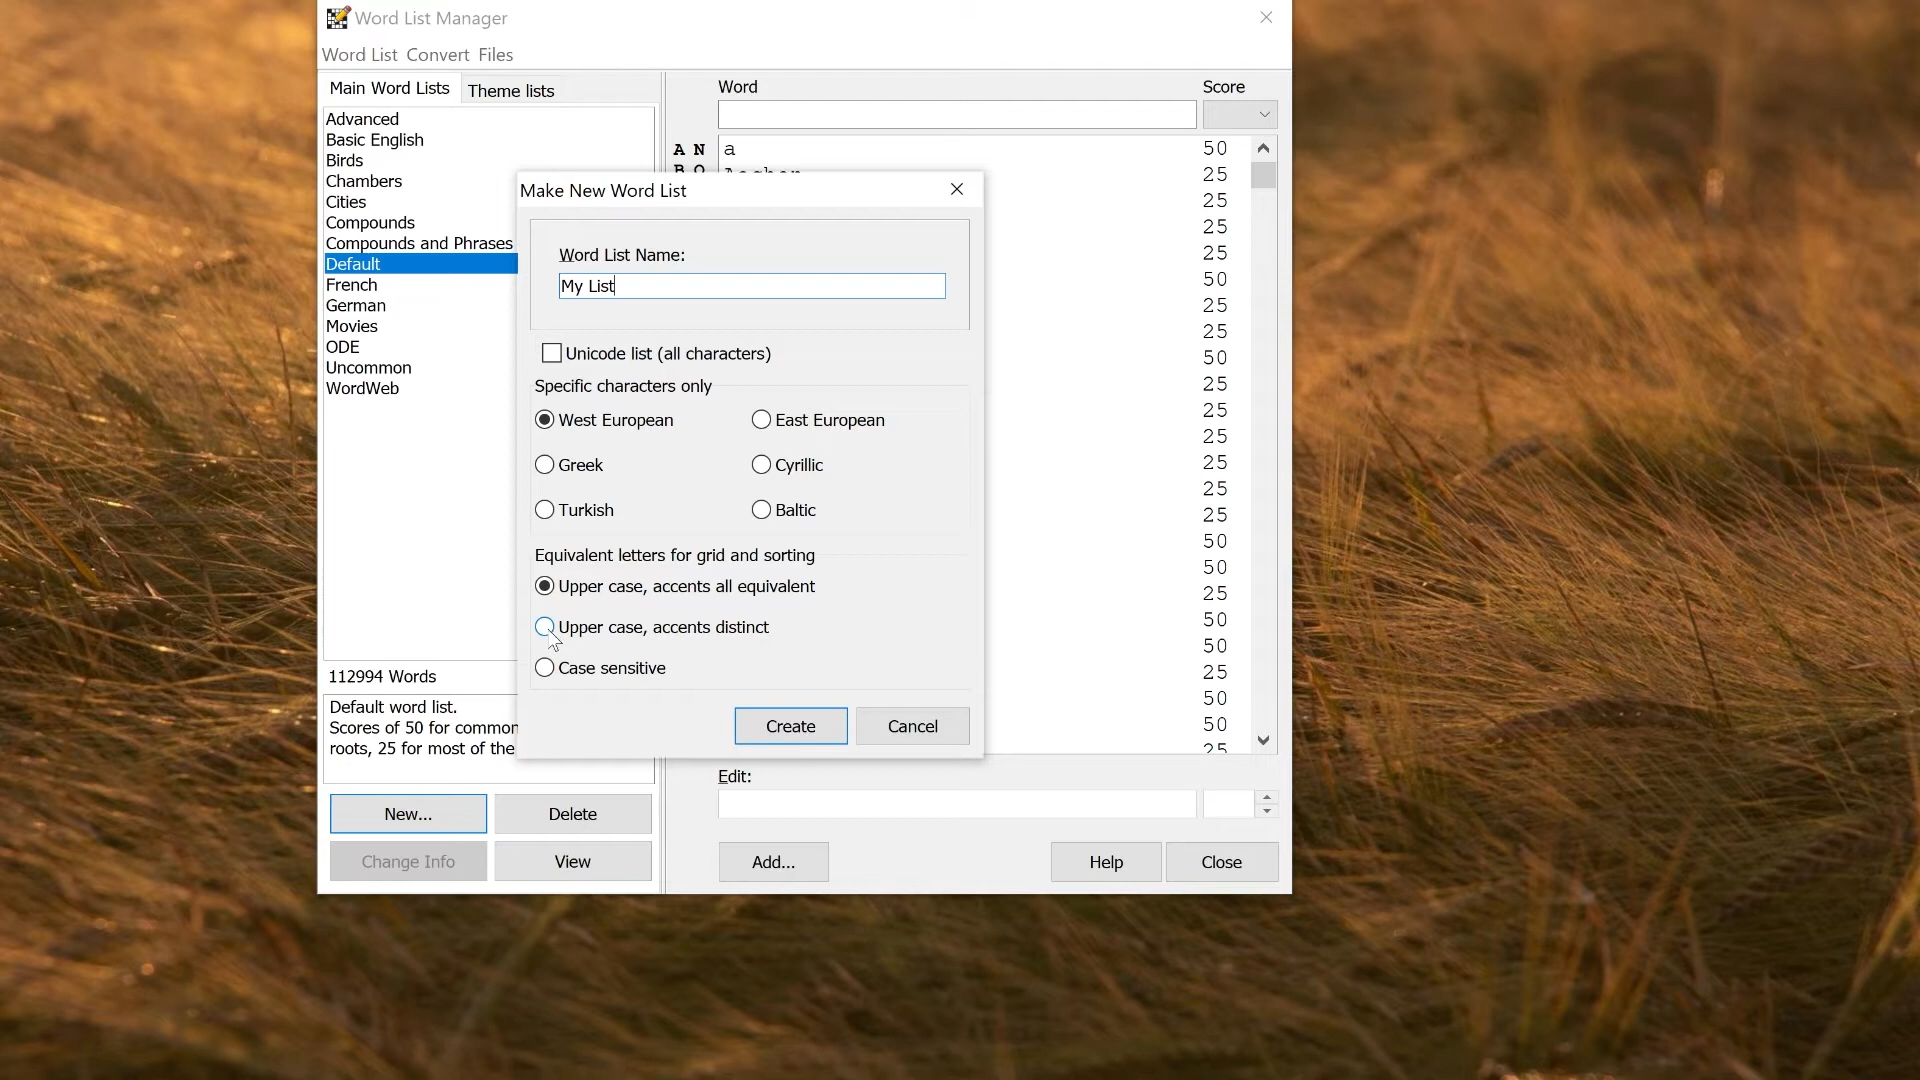 Word List Manager
Word List Convert Files
Main Word Lists
Theme lists
Advanced
Basic English
Birds
Chambers
Cities
Compounds
Compounds and Phrases
Default
French
German
Movies
ODE
Uncommon
WordWeb
112994 Words
Default word list.
Scores of 50 for common
roots, 25 for most of the
New...
Delete
Change Info
View
Word
Score
A N
a
50
25
25
25
25
50
25
25
50
25
25
25
25
25
25
50
50
25
50
50
25
50
50
25
Edit:
Add...
Help
Close
Make New Word List
Word List Name:
My List
Unicode list (all characters)
Specific characters only
West European
East European
Greek
Cyrillic
Turkish
Baltic
Equivalent letters for grid and sorting
Upper case, accents all equivalent
Upper case, accents distinct
Case sensitive
Create
Cancel